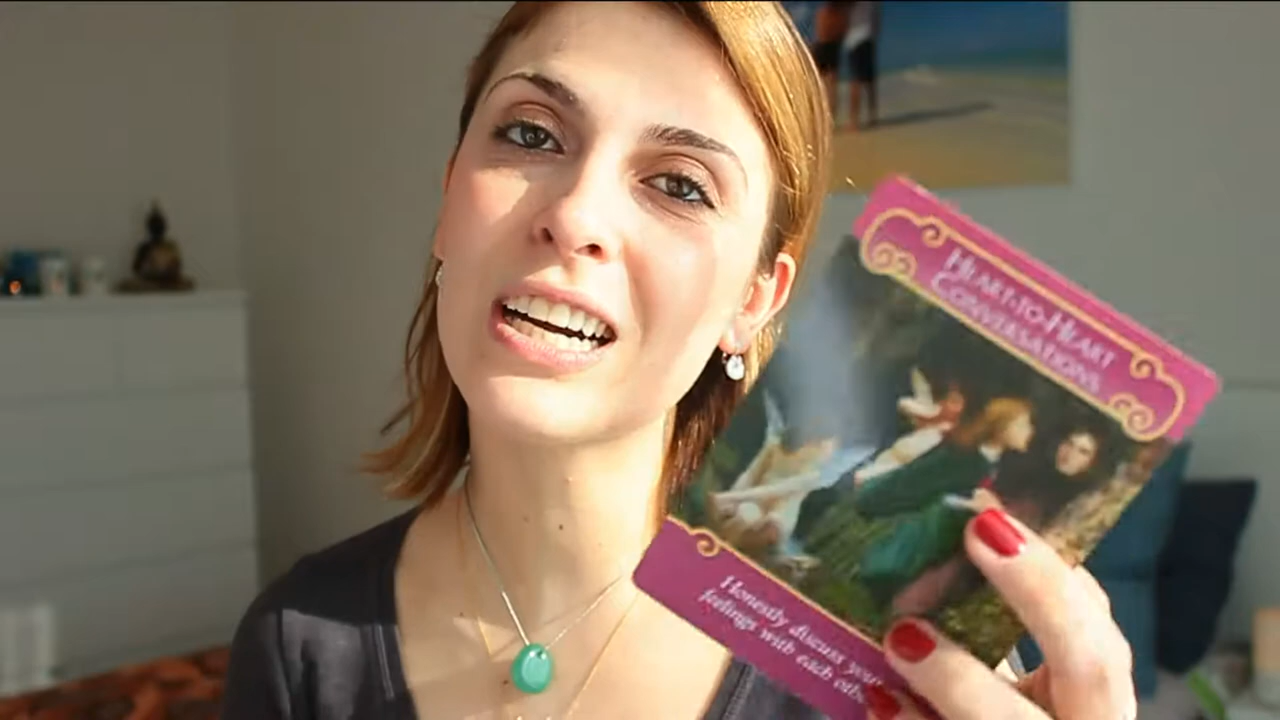 HEART-TO-HEART
CONVERSATIONS
Honestly discuss your
feelings with each other